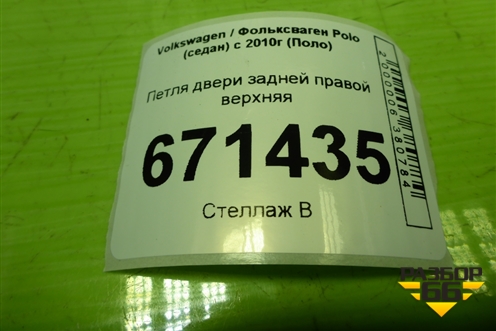 Volkswagen / Фольксваген Polo
(седан) с 2010г (Поло)
Петля двери задней правой
верхняя
671435
Стеллаж В
2000006380784
РАЗБОР
66